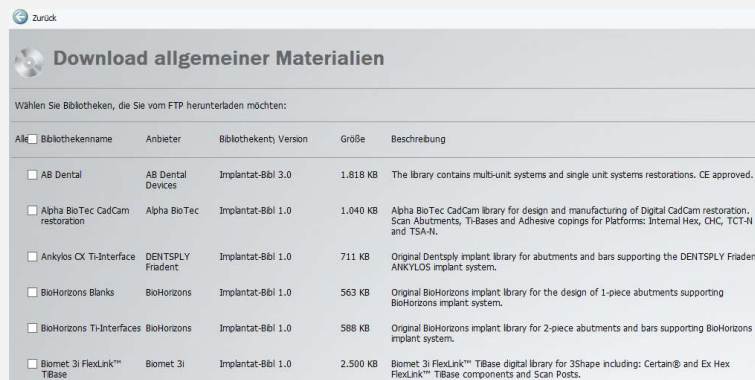 Zurück
Download allgemeiner Materialien
Wählen Sie Bibliotheken, die Sie vom FTP herunterladen möchten:
Alle Bibliothekenname Anbieter Bibliothekenty Version Größe Beschreibung
AB Dental AB Dental Devices Implantat-Bibl 3.0 1.818 KB The library contains multi-unit systems and single unit systems restorations. CE approved.
Alpha BioTec CadCam restoration Alpha BioTec Implantat-Bibl 1.0 1.040 KB Alpha BioTec CadCam library for design and manufacturing of Digital CadCam restoration.
Scan Abutments, Ti-Bases and Adhesive copings for Platforms: Internal Hex, CHC, TCT-N
and TSA-N.
Ankylos CX Ti-Interface DENTSPLY Friadent Implantat-Bibl 1.0 711 KB Original Dentsply implant library for abutments and bars supporting the DENTSPLY Friaden
ANKYLOS implant system.
BioHorizons Blanks BioHorizons Implantat-Bibl 1.0 563 KB Original BioHorizons implant library for the design of 1-piece abutments supporting
BioHorizons implant system.
BioHorizons Ti-Interfaces BioHorizons Implantat-Bibl 1.0 588 KB Original BioHorizons implant library for 2-piece abutments and bars supporting BioHorizons
implant system.
Biomet 3i FlexLink™ TiBase Biomet 3i Implantat-Bibl 1.0 2.500 KB Biomet 3i FlexLink™ TiBase digital library for 3Shape including: Certain® and Ex Hex
FlexLink™ TiBase components and Scan Posts.